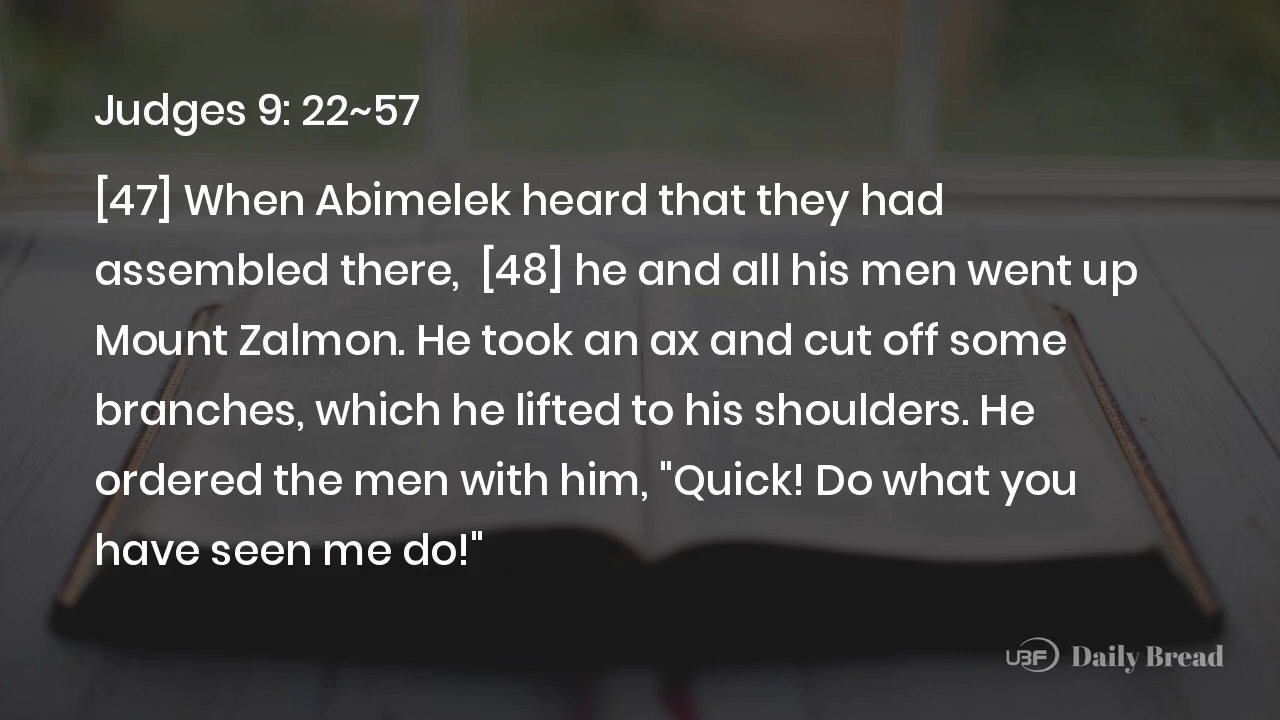 Judges 9: 22~57
[47] When Abimelek heard that they had
assembled there,  [48] he and all his men went up
Mount Zalmon. He took an ax and cut off some
branches, which he lifted to his shoulders. He
ordered the men with him, "Quick! Do what you
have seen me do!"
UBF Daily Bread